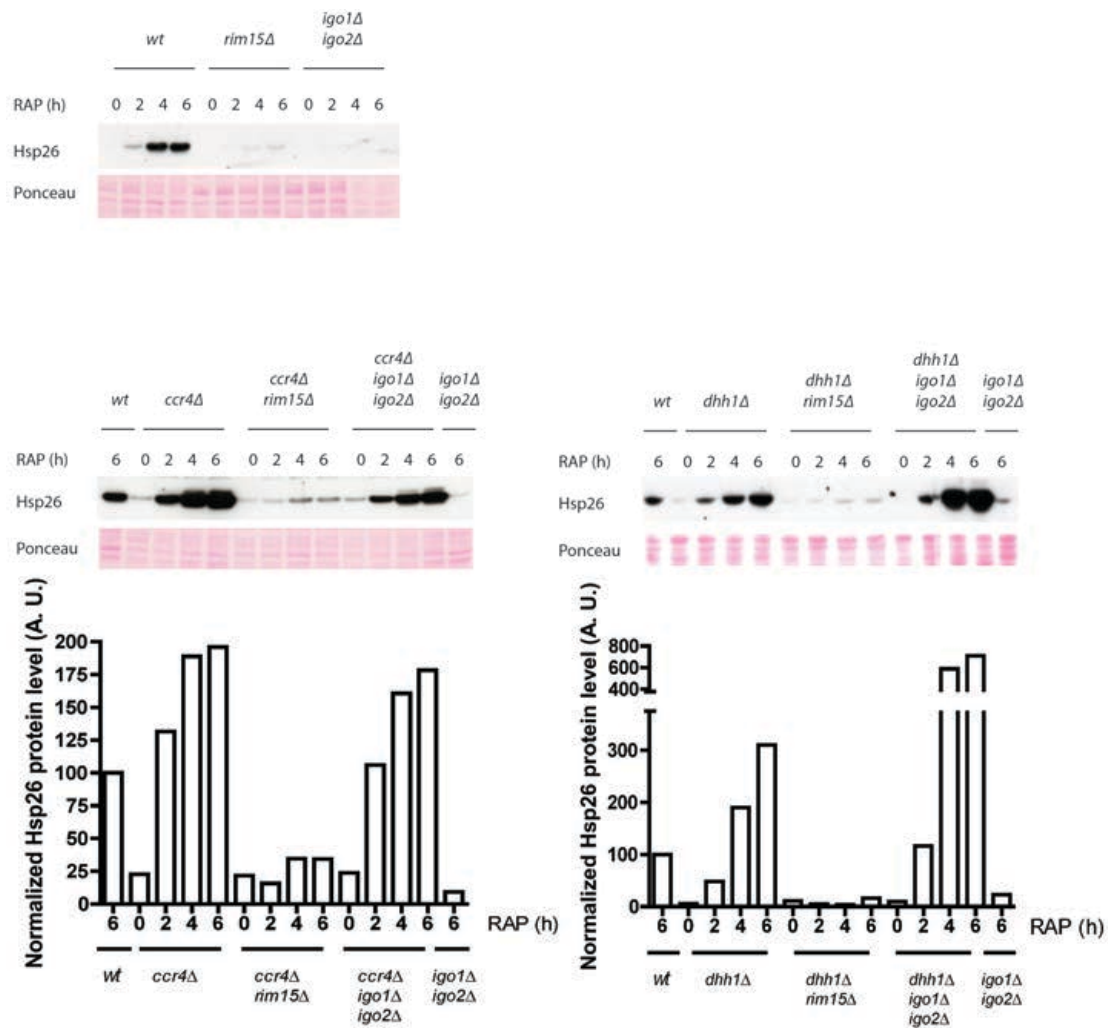 igo1Δ
wt rim15Δ igo2Δ
RAP (h) 0 2 4 6 0 2 4 6 0 2 4 6
Hsp26
Ponceau
ccr4Δ
ccr4Δ igo1Δ igo1Δ
wt ccr4Δ rim15Δ igo2Δ igo2Δ
RAP (h) 6 0 2 4 6 0 2 4 6 0 2 4 6 6
Hsp26
Ponceau
Normalized Hsp26 protein level (A. U.)
200
175
150
125
100
75
50
25
0
6 0 2 4 6 0 2 4 6 0 2 4 6 6 RAP (h)
wt ccr4Δ ccr4Δ ccr4Δ igo1Δ
rim15Δ igo1Δ igo2Δ
igo2Δ
dhh1Δ
dhh1Δ igo1Δ igo1Δ
wt dhh1Δ rim15Δ igo2Δ igo2Δ
RAP (h) 6 0 2 4 6 0 2 4 6 0 2 4 6 6
Hsp26
Ponceau
Normalized Hsp26 protein level (A. U.)
800
600
400
300
200
100
0
6 0 2 4 6 0 2 4 6 0 2 4 6 6 RAP (h)
wt dhh1Δ dhh1Δ dhh1Δ igo1Δ
rim15Δ igo1Δ igo2Δ
igo2Δ